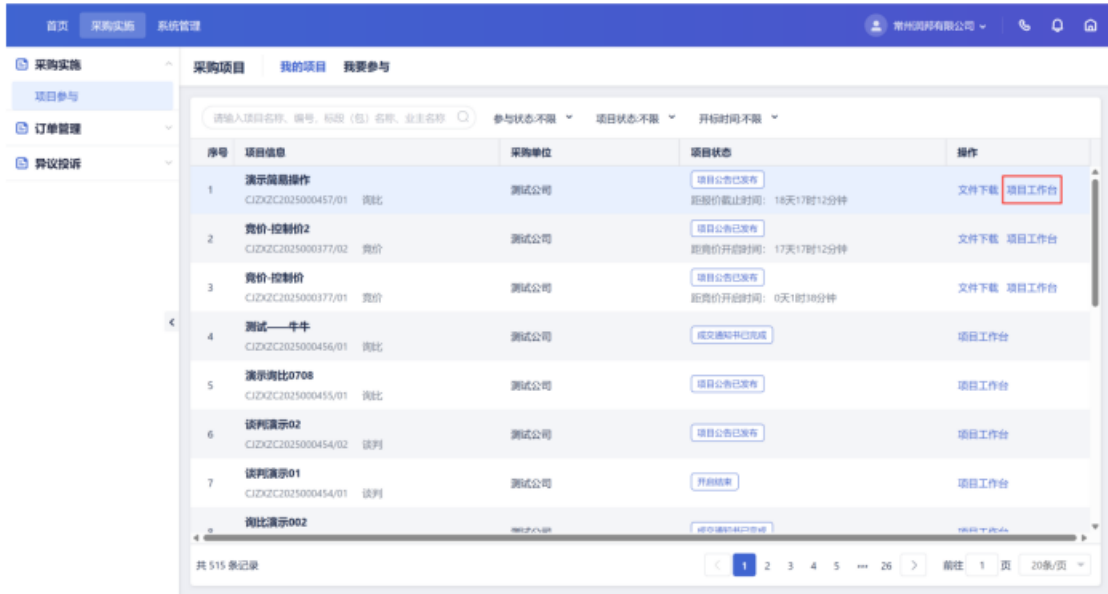 首页 采购实施 系统管理 常州润邦有限公司
采购实施
项目参与
订单管理
异议投诉
采购项目 我的项目 我要参与
请输入项目名称、编号、标段（包）名称、业主名称 参与状态:不限 项目状态:不限 开标时间:不限
序号 项目信息 采购单位 项目状态 操作
1 演示简易操作 测试公司 项目公告已发布 文件下载 项目工作台
CJZXZC2025000457/01 询比 距报价截止时间： 18天17时12分钟
2 竞价-控制价2 测试公司 项目公告已发布 文件下载 项目工作台
CJZXZC2025000377/02 竞价 距竞价开启时间： 17天17时12分钟
3 竞价-控制价 测试公司 项目公告已发布 文件下载 项目工作台
CJZXZC2025000377/01 竞价 距竞价开启时间： 0天1时38分钟
4 测试——牛牛 测试公司 成交通知书已完成 项目工作台
CJZXZC2025000456/01 询比
5 演示询比0708 测试公司 项目公告已发布 项目工作台
CJZXZC2025000455/01 询比
6 谈判演示02 测试公司 项目公告已发布 项目工作台
CJZXZC2025000454/02 谈判
7 谈判演示01 测试公司 开启结束 项目工作台
CJZXZC2025000454/01 谈判
询比演示002 测试公司 成交通知书已完成 项目工作台
共 515 条记录 1 2 3 4 5 ··· 26 前往 1 页 20条/页